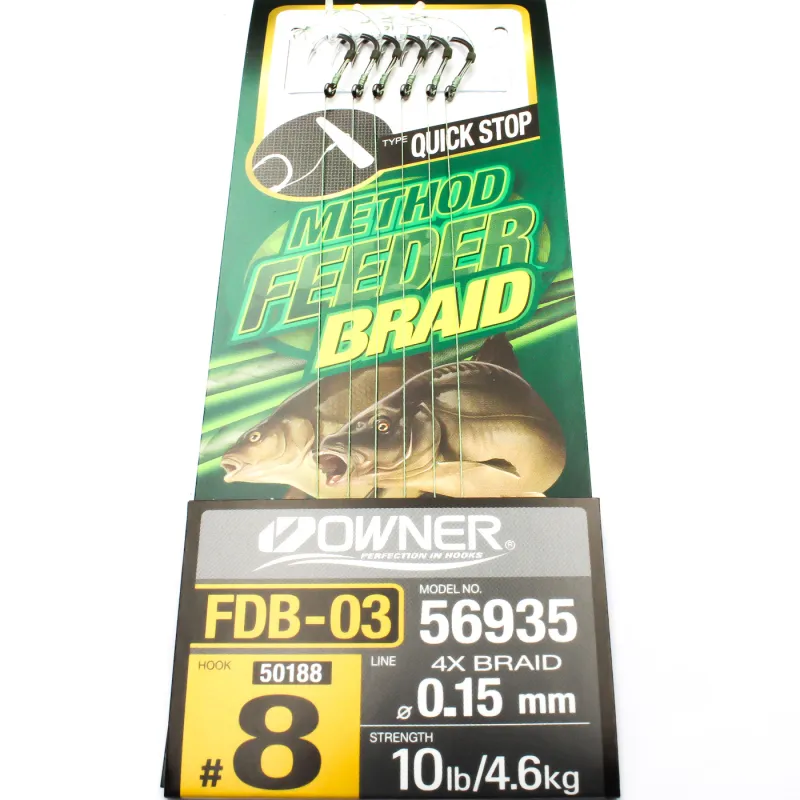 TYPE QUICK STOP
METHOD
FEEDER
BRAID
OWNER®
PERFECTION IN HOOKS
FDB-03
MODEL NO.
56935
HOOK 50188
#8
LINE 4X BRAID
⌀ 0.15 mm
STRENGTH
10lb/4.6kg